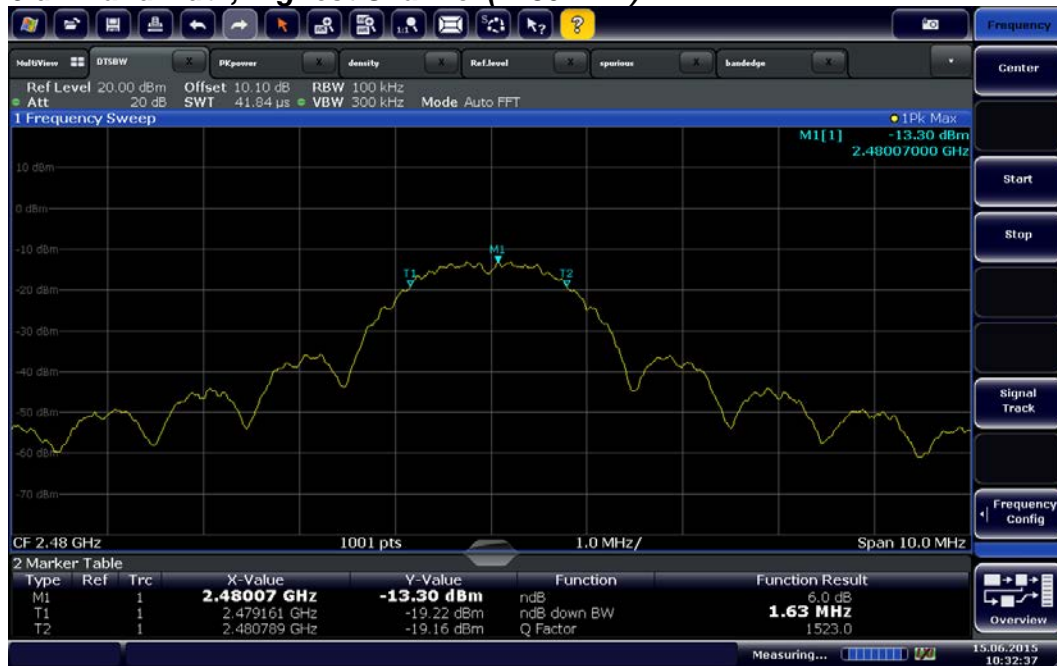 MultiView DTSBW X PKpower X density X Ref.level X spurious X bandedge X
Ref Level 20.00 dBm Offset 10.10 dB RBW 100 kHz
Att 20 dB SWT 41.84 µs VBW 300 kHz Mode Auto FFT
1 Frequency Sweep 1Pk Max
M1[1] -13.30 dBm
2.48007000 GHz
10 dBm
0 dBm
-10 dBm
M1
T1
T2
-20 dBm
-30 dBm
-40 dBm
-50 dBm
-60 dBm
-70 dBm
CF 2.48 GHz 1001 pts 1.0 MHz/ Span 10.0 MHz
2 Marker Table
Type Ref Trc X-Value Y-Value Function Function Result
M1 1 2.48007 GHz -13.30 dBm ndB 6.0 dB
T1 1 2.479161 GHz -19.22 dBm ndB down BW 1.63 MHz
T2 1 2.480789 GHz -19.16 dBm Q Factor 1523.0
Measuring...
15.06.2015
10:32:37
Frequency
Center
Start
Stop
Signal
Track
Frequency
Config
Overview